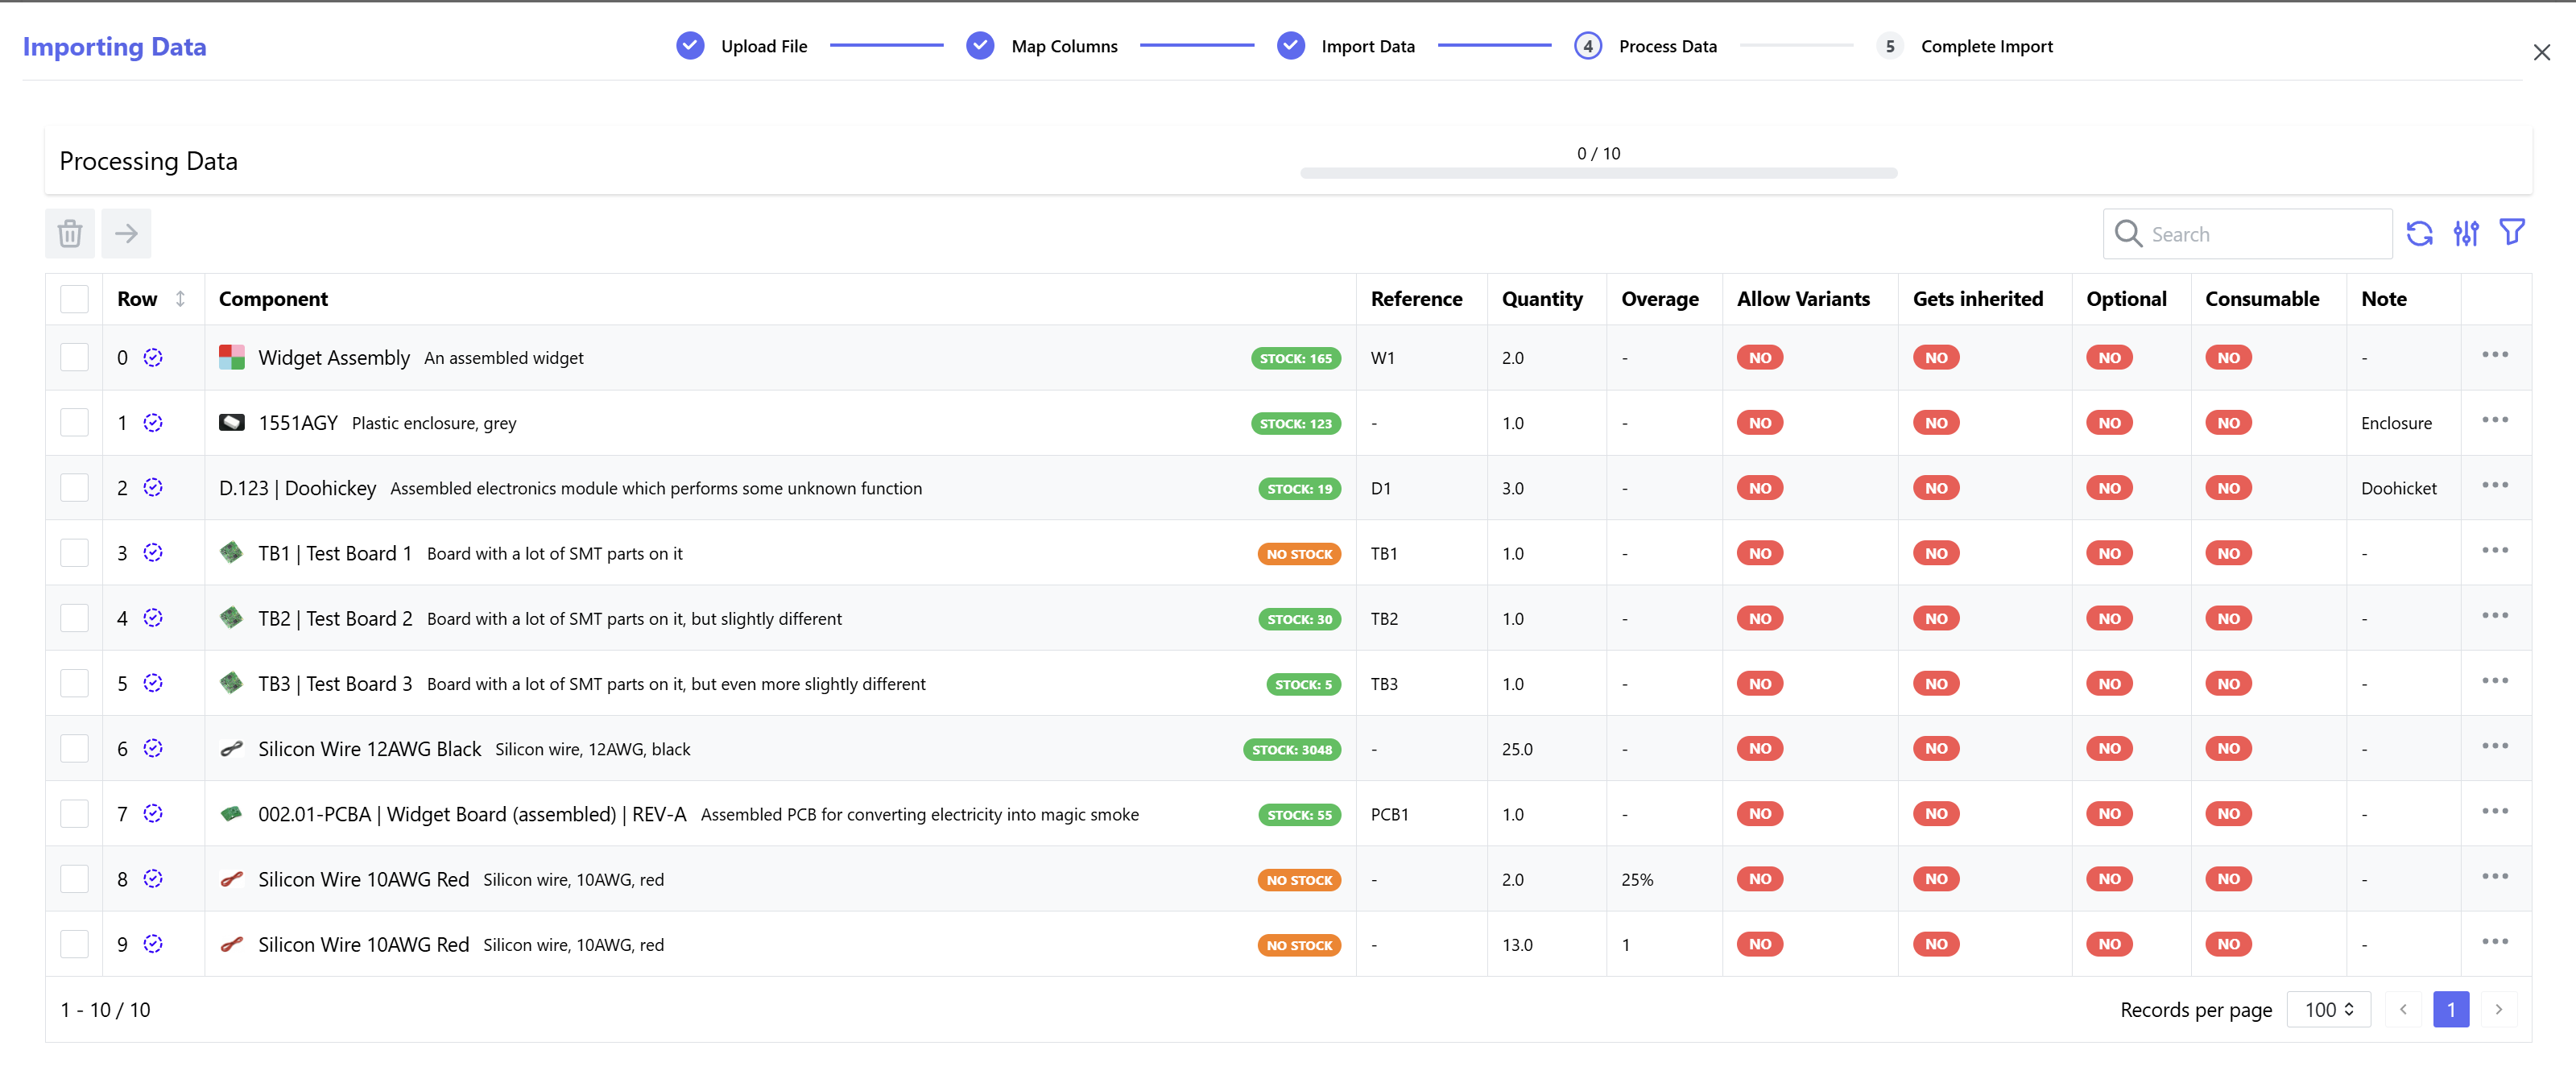 Importing Data
Upload File
Map Columns
Import Data
4 Process Data
5 Complete Import
Processing Data
0 / 10
Search
Row Component Reference Quantity Overage Allow Variants Gets inherited Optional Consumable Note
0 Widget Assembly An assembled widget STOCK: 165 W1 2.0 - NO NO NO NO -
1 1551AGY Plastic enclosure, grey STOCK: 123 - 1.0 - NO NO NO NO Enclosure
2 D.123 | Doohickey Assembled electronics module which performs some unknown function STOCK: 19 D1 3.0 - NO NO NO NO Doohicket
3 TB1 | Test Board 1 Board with a lot of SMT parts on it NO STOCK TB1 1.0 - NO NO NO NO -
4 TB2 | Test Board 2 Board with a lot of SMT parts on it, but slightly different STOCK: 30 TB2 1.0 - NO NO NO NO -
5 TB3 | Test Board 3 Board with a lot of SMT parts on it, but even more slightly different STOCK: 5 TB3 1.0 - NO NO NO NO -
6 Silicon Wire 12AWG Black Silicon wire, 12AWG, black STOCK: 3048 - 25.0 - NO NO NO NO -
7 002.01-PCBA | Widget Board (assembled) | REV-A Assembled PCB for converting electricity into magic smoke STOCK: 55 PCB1 1.0 - NO NO NO NO -
8 Silicon Wire 10AWG Red Silicon wire, 10AWG, red NO STOCK - 2.0 25% NO NO NO NO -
9 Silicon Wire 10AWG Red Silicon wire, 10AWG, red NO STOCK - 13.0 1 NO NO NO NO -
1 - 10 / 10
Records per page 100 1